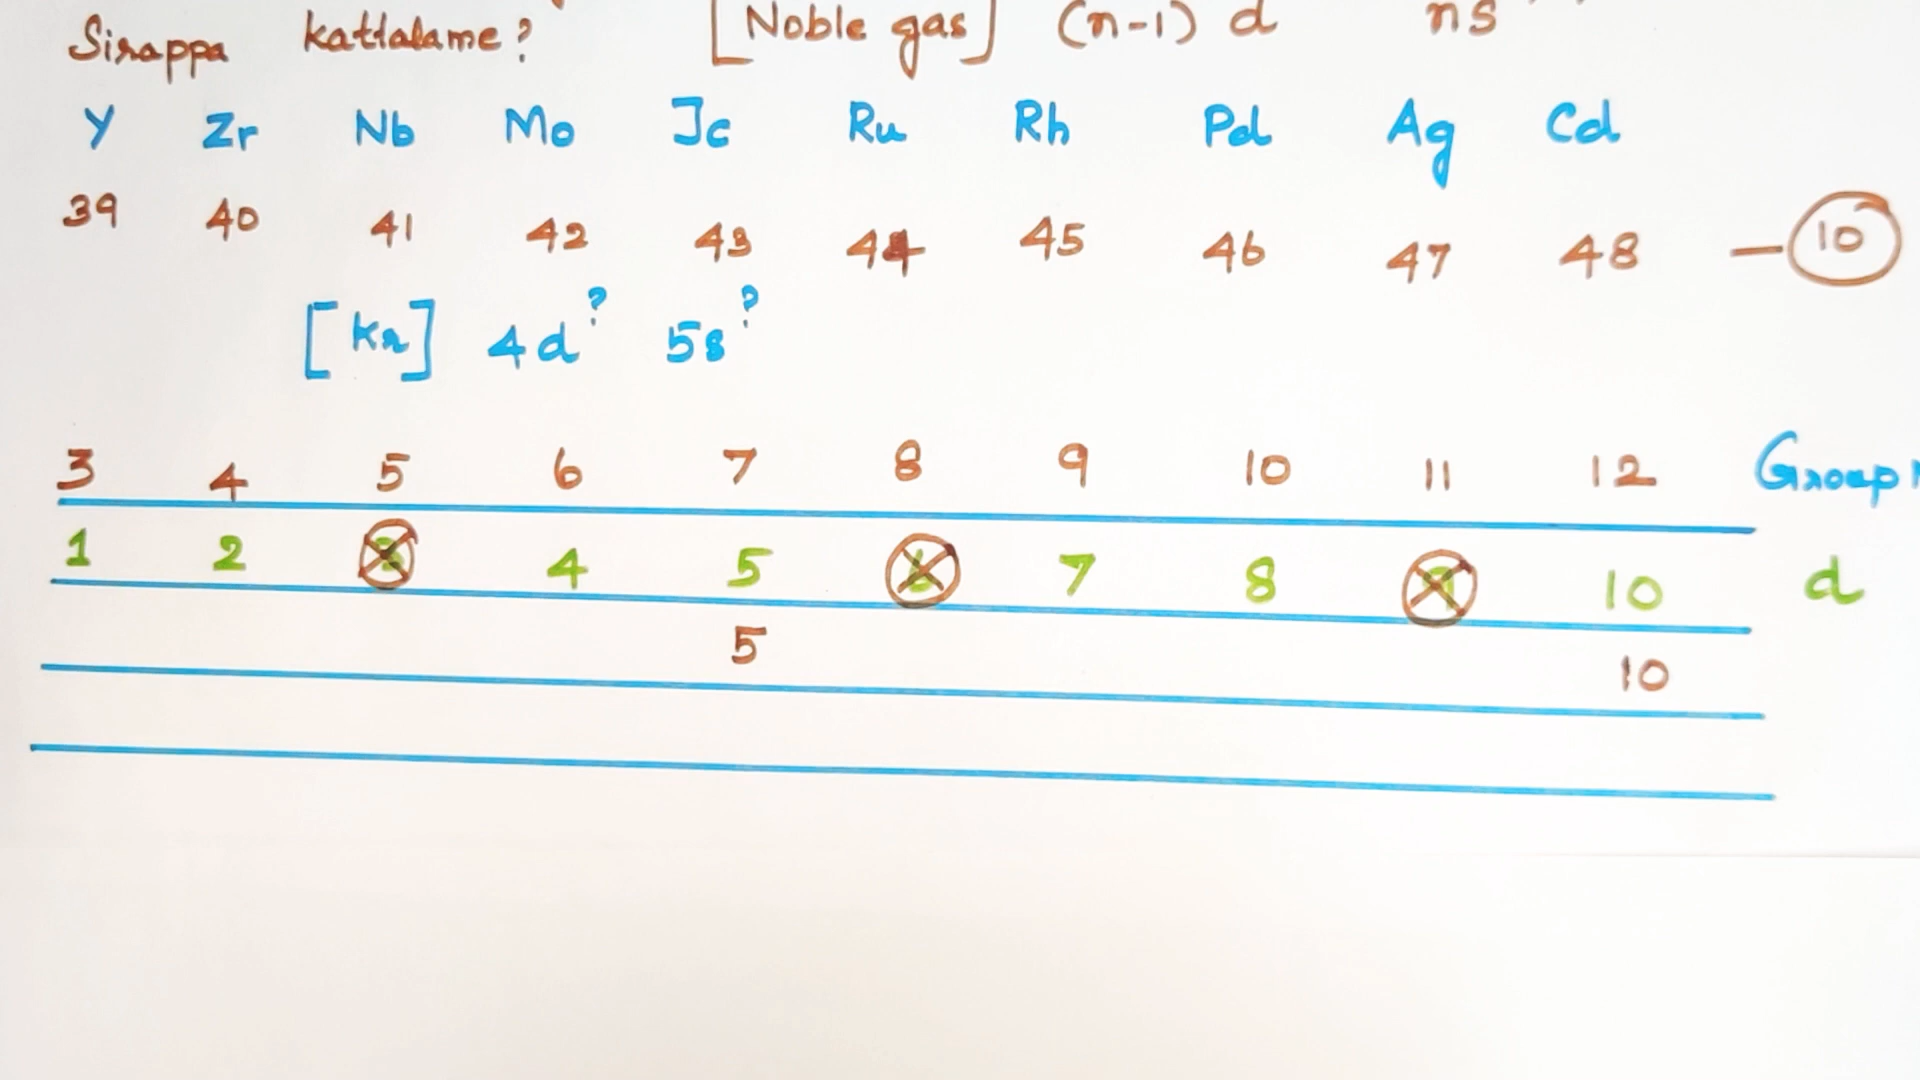 Sirappa kattalame? [Noble gas] (n-1) d ns
Y Zr Nb Mo Tc Ru Rh Pd Ag Cd
39 40 41 42 43 44 45 46 47 48 — 10
[Kr] 4d? 5s?
3 4 5 6 7 8 9 10 11 12 Group
1 2 4 5 7 8 10 d
5 10